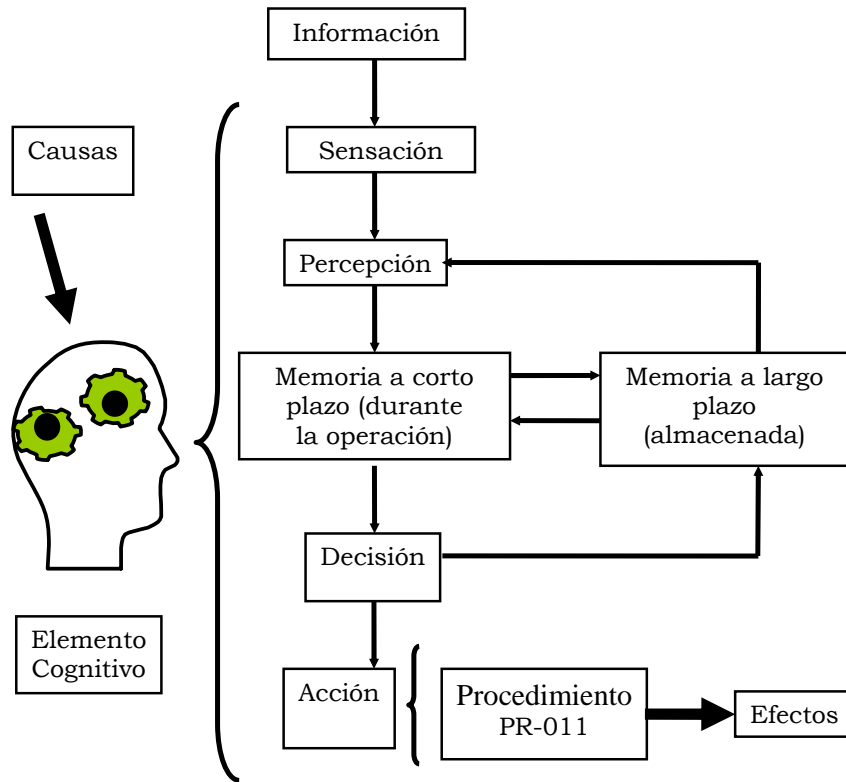 Información
Causas
Sensación
Percepción
Memoria a corto
plazo (durante
la operación)
Memoria a largo
plazo
(almacenada)
Decisión
Elemento
Cognitivo
Acción
Procedimiento
PR-011
Efectos